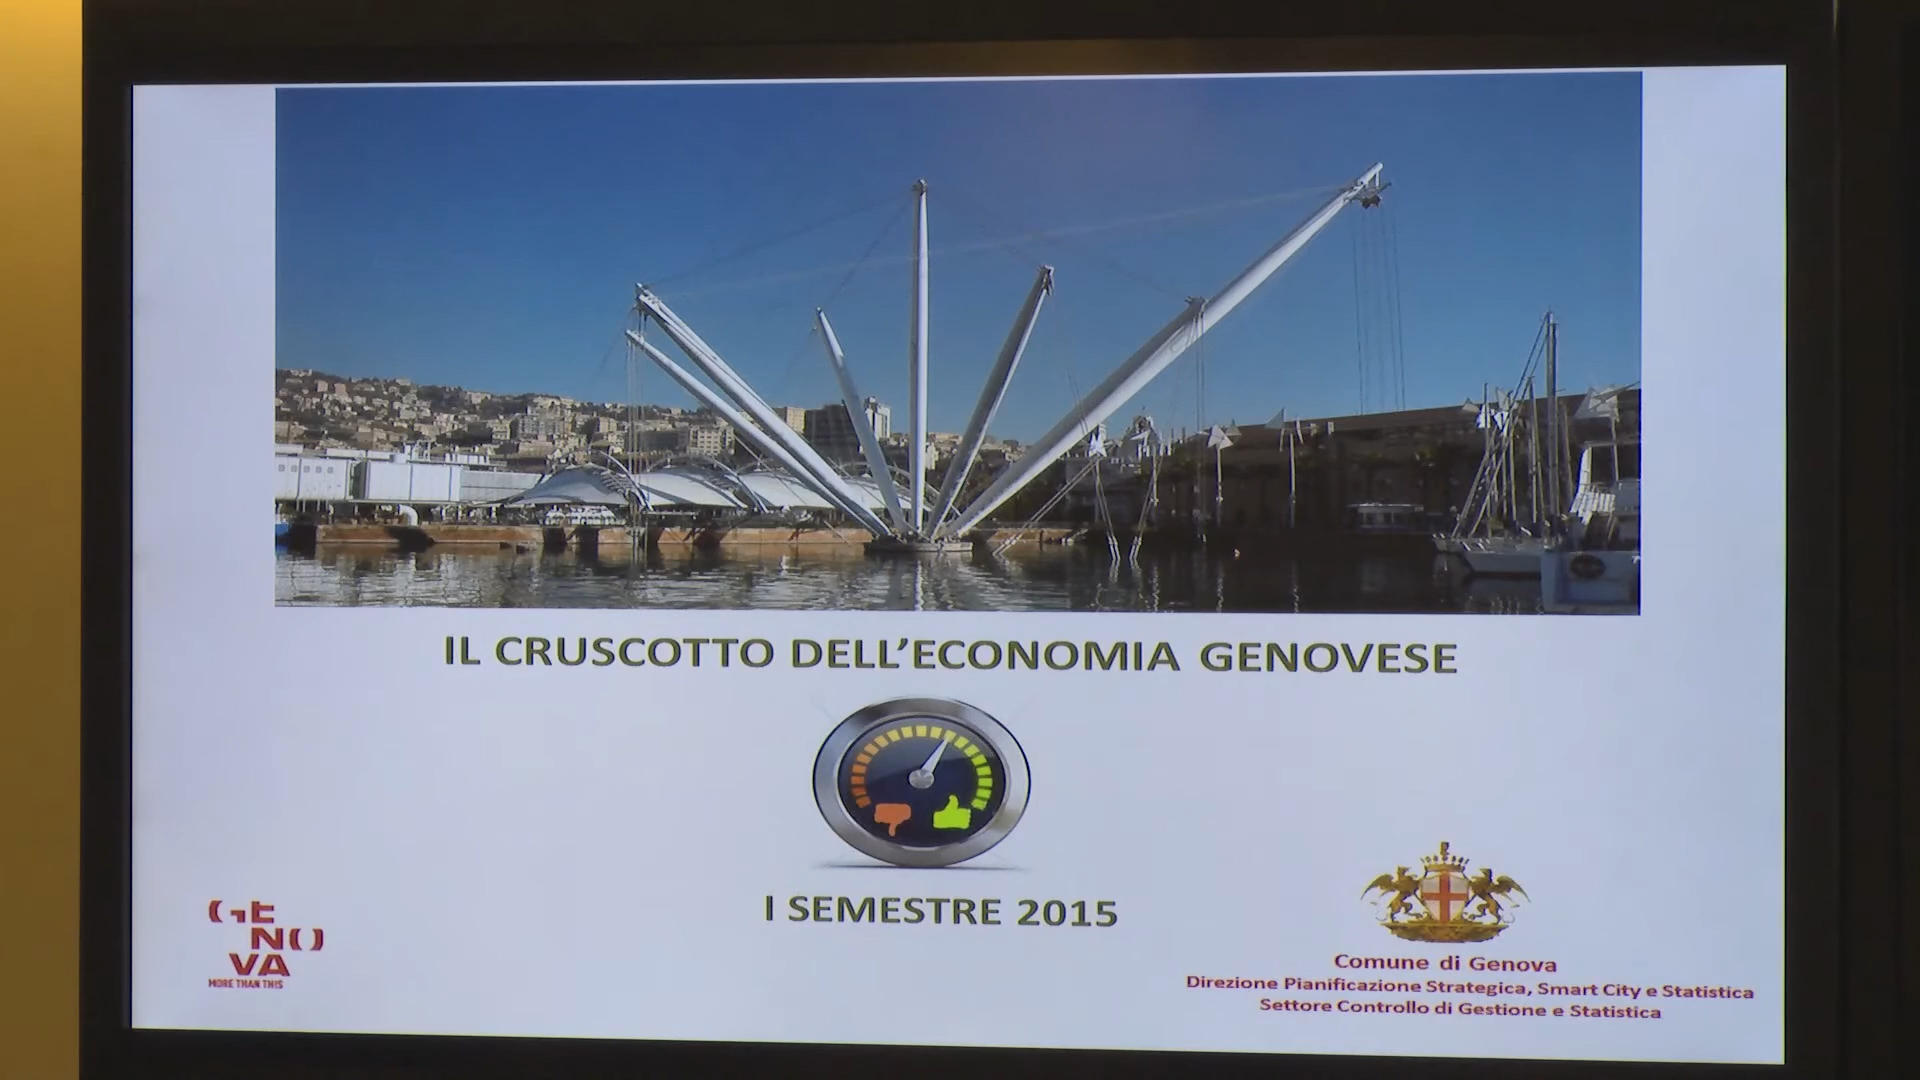 IL CRUSCOTTO DELL'ECONOMIA GENOVESE
I SEMESTRE 2015
GE
NO
VA
MORE THAN THIS
Comune di Genova
Direzione Pianificazione Strategica, Smart City e Statistica
Settore Controllo di Gestione e Statistica